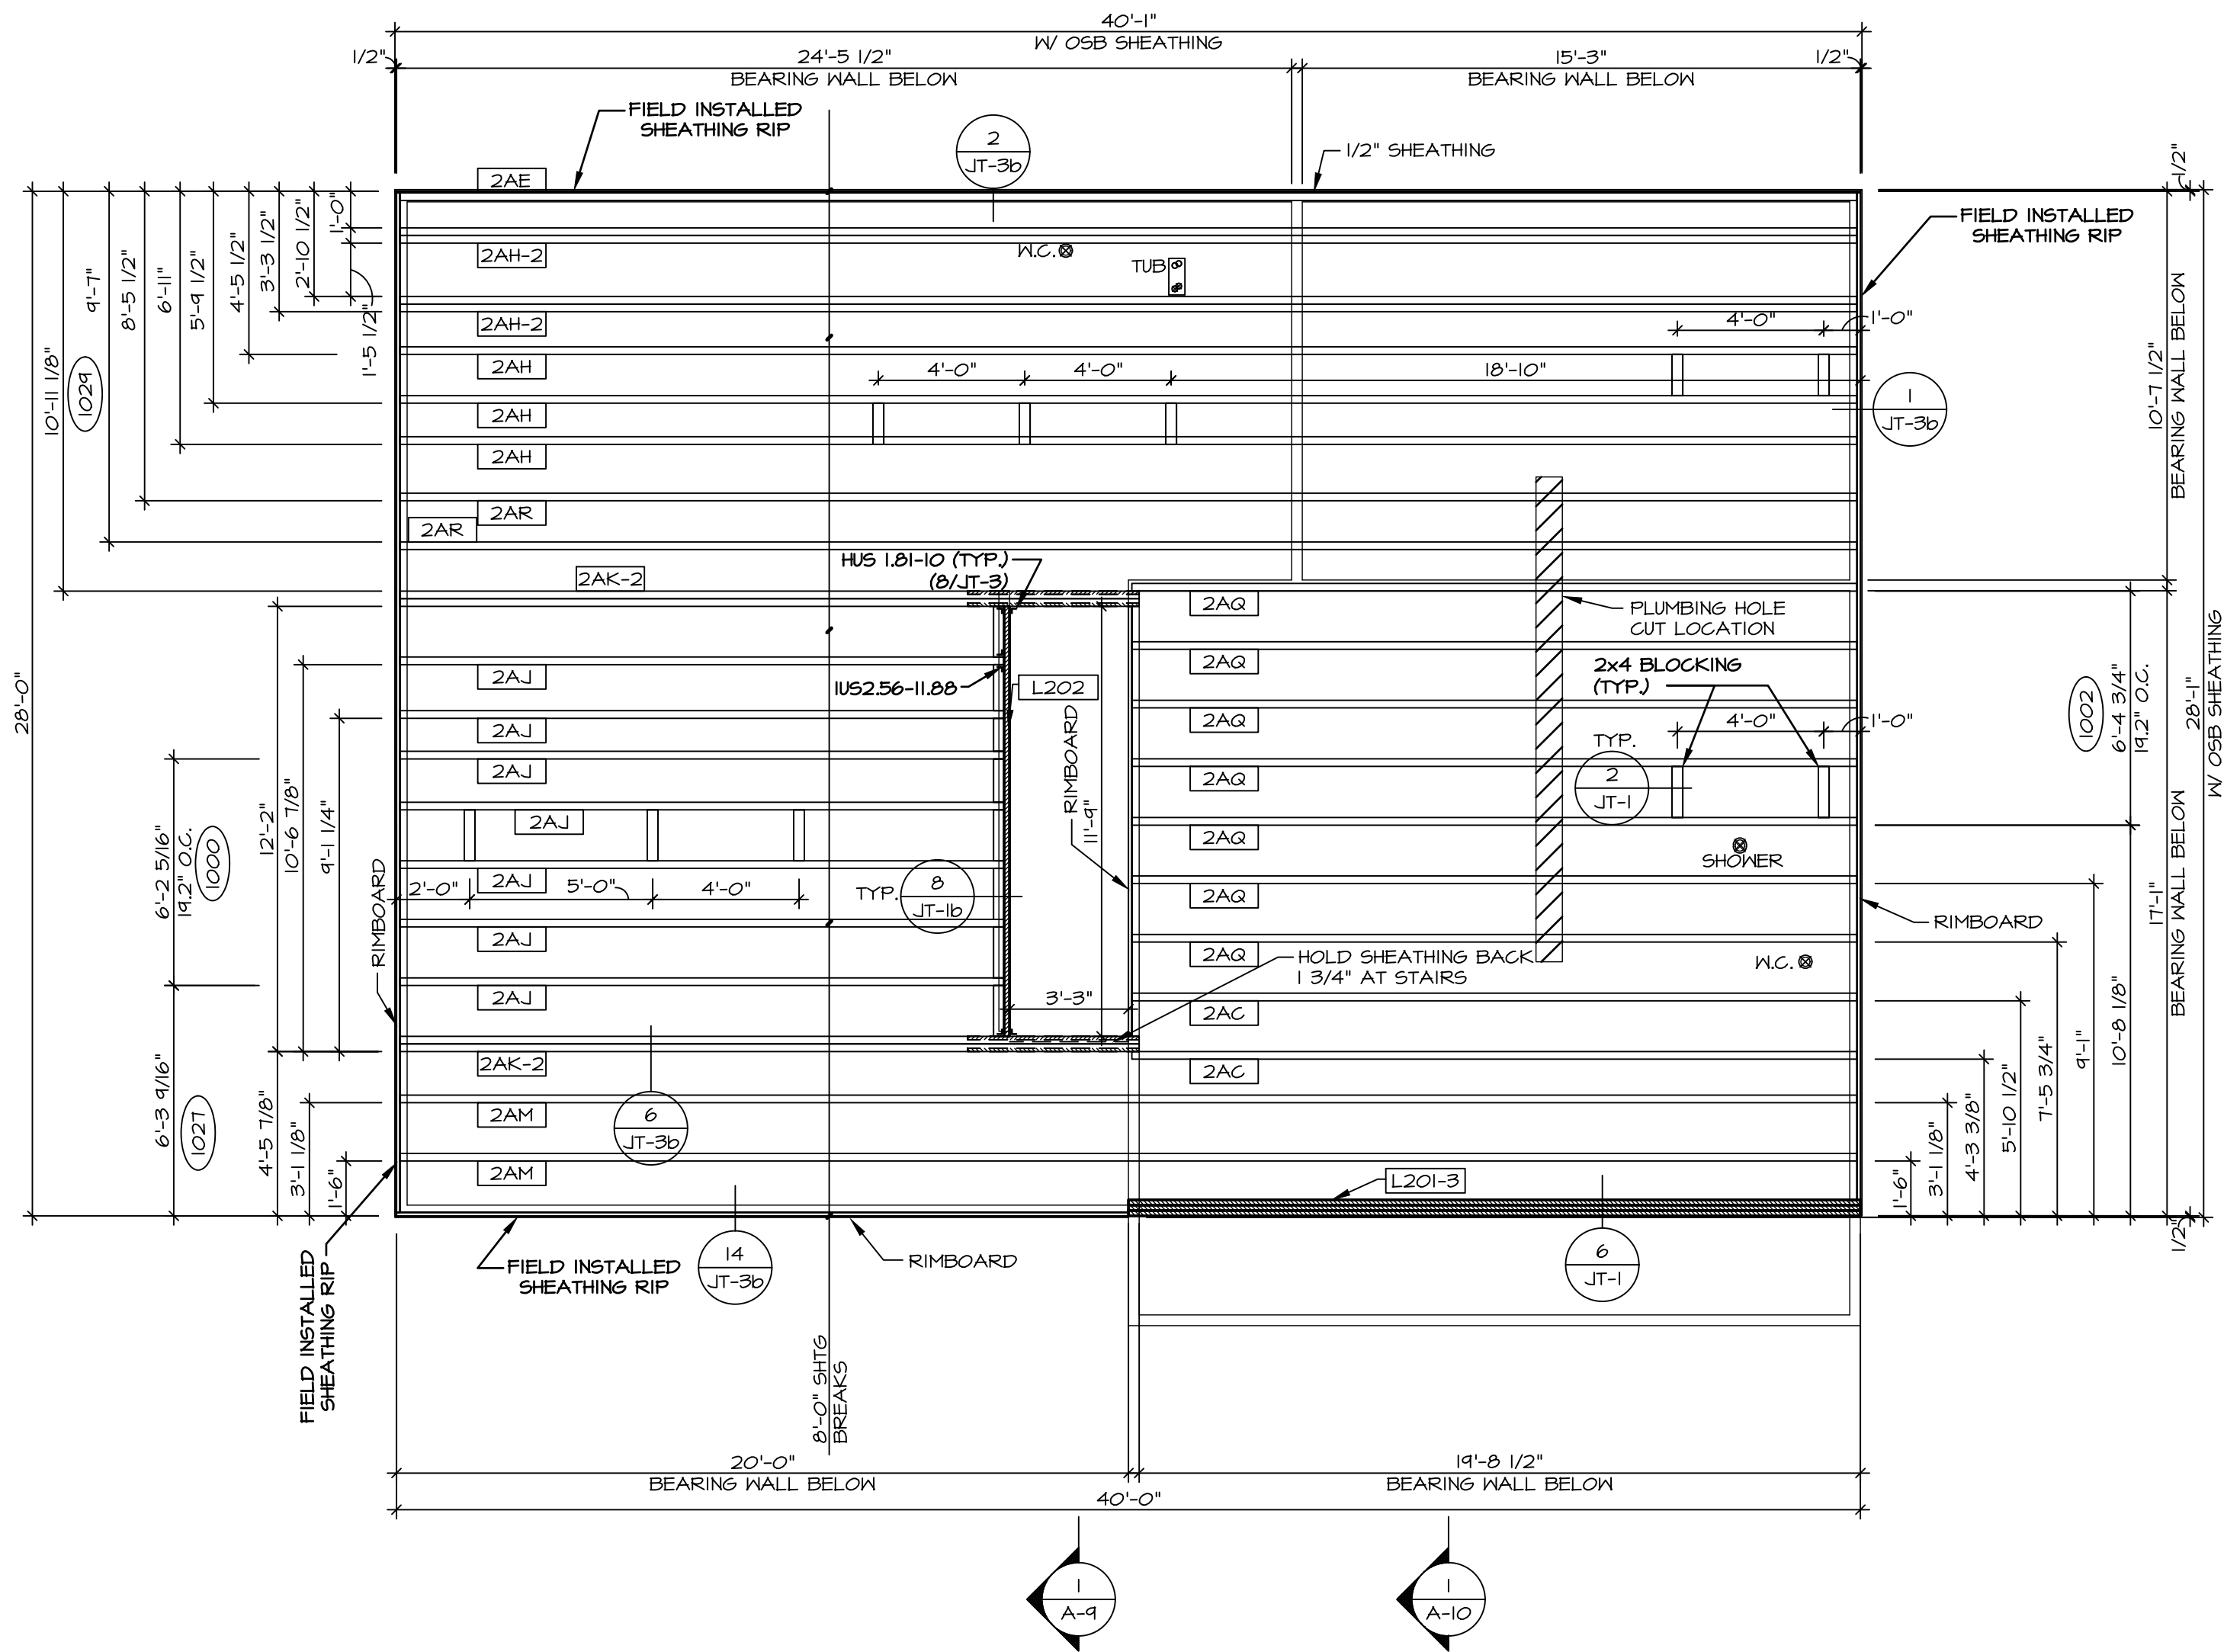 40'-1"
W/ OSB SHEATHING
1/2"
24'-5 1/2"
BEARING WALL BELOW
15'-3"
BEARING WALL BELOW
1/2"
FIELD INSTALLED
SHEATHING RIP
2
JT-3b
1/2" SHEATHING
1/2"
2AE
FIELD INSTALLED
SHEATHING RIP
28'-0"
10'-11 1/8"
1029
9'-7"
8'-5 1/2"
6'-11"
5'-9 1/2"
4'-5 1/2"
3'-3 1/2"
2'-10 1/2"
1'-0"
1'-5 1/2"
2AH-2
W.C.
TUB
2AH-2
4'-0"
1'-0"
2AH
4'-0"
4'-0"
18'-10"
2AH
1
JT-3b
2AH
10'-7 1/2"
BEARING WALL BELOW
2AR
2AR
HUS 1.81-10 (TYP.)
(8/JT-3)
2AK-2
2AQ
PLUMBING HOLE
CUT LOCATION
2AQ
2x4 BLOCKING
(TYP.)
2AJ
IUS2.56-11.88
L202
RIMBOARD
11'-9"
2AQ
4'-0"
1'-0"
2AJ
TYP.
2
JT-1
2AJ
2AQ
1002
6'-4 3/4"
19.2" O.C.
28'-1"
W/ OSB SHEATHING
12'-2"
10'-6 7/8"
9'-1 1/4"
6'-2 5/16"
19.2" O.C.
1000
2AJ
2AQ
SHOWER
RIMBOARD
2AJ
2'-0"
5'-0"
4'-0"
TYP.
8
JT-1b
2AQ
RIMBOARD
2AJ
2AQ
HOLD SHEATHING BACK
1 3/4" AT STAIRS
W.C.
2AJ
3'-3"
2AC
17'-1"
BEARING WALL BELOW
10'-8 1/8"
9'-1"
7'-5 3/4"
5'-10 1/2"
4'-3 3/8"
3'-1 1/8"
1'-6"
1/2"
2AK-2
2AC
6'-3 9/16"
1027
4'-5 7/8"
3'-1 1/8"
1'-6"
2AM
6
JT-3b
2AM
L201-3
FIELD INSTALLED
SHEATHING RIP
FIELD INSTALLED
SHEATHING RIP
14
JT-3b
RIMBOARD
6
JT-1
8'-0" SHTG
BREAKS
20'-0"
BEARING WALL BELOW
19'-8 1/2"
BEARING WALL BELOW
40'-0"
1
A-9
1
A-10